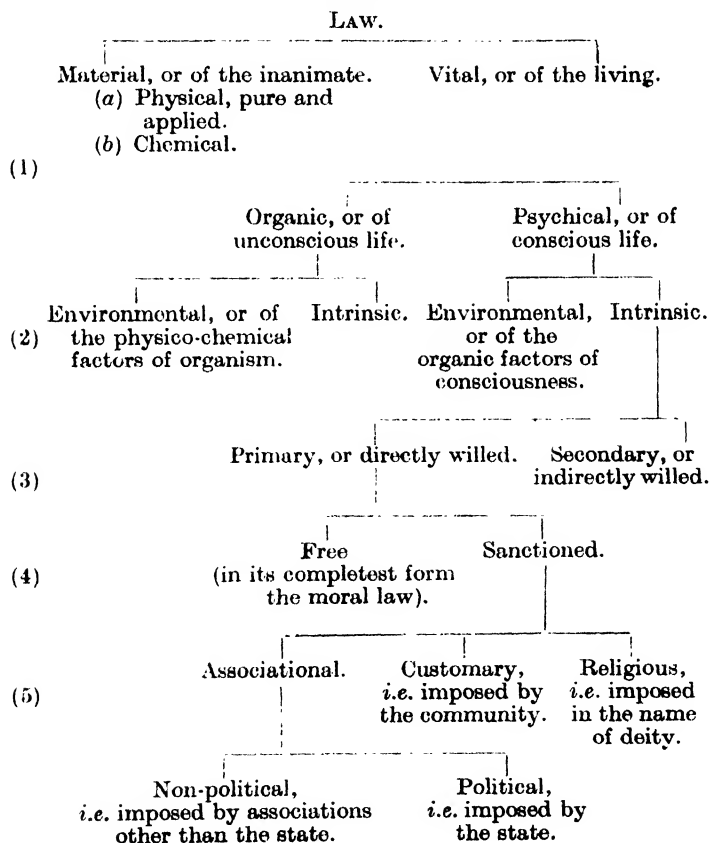 LAW.
Material, or of the inanimate. Vital, or of the living.
(a) Physical, pure and
applied.
(b) Chemical.
(1)
Organic, or of Psychical, or of
unconscious life. conscious life.
Environmental, or of Intrinsic. Environmental, Intrinsic.
(2) the physico-chemical or of the
factors of organism. organic factors of
consciousness.
Primary, or directly willed. Secondary, or
(3) indirectly willed.
Free Sanctioned.
(4) (in its completest form
the moral law).
Associational. Customary, Religious,
(5) i.e. imposed by i.e. imposed
the community. in the name
of deity.
Non-political, Political,
i.e. imposed by associations i.e. imposed by
other than the state. the state.